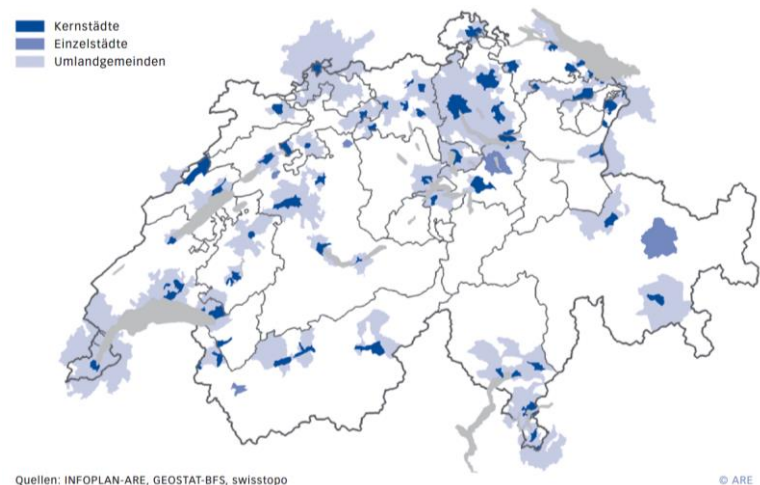 Kernstädte
Einzelstädte
Umlandgemeinden
Quellen: INFOPLAN-ARE, GEOSTAT-BFS, swisstopo
© ARE